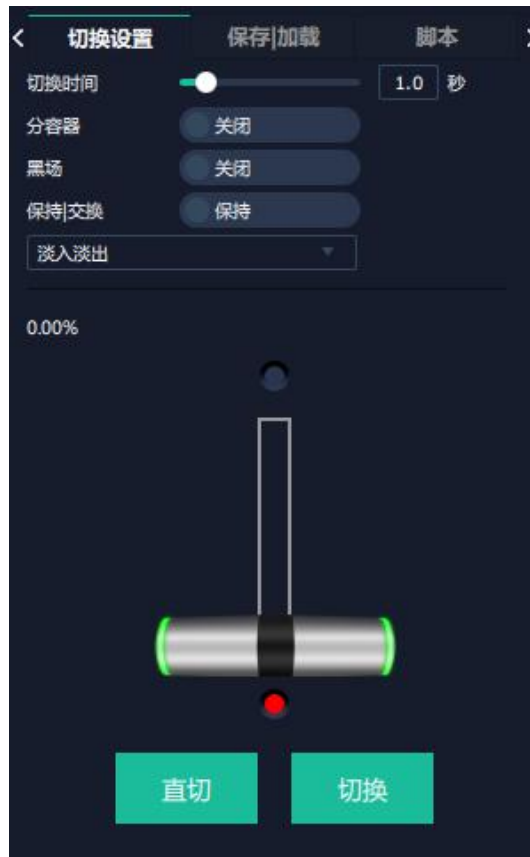 切换设置 保存|加载 脚本
切换时间 1.0 秒
分容器 关闭
黑场 关闭
保持|交换 保持
淡入淡出
0.00%
直切 切换